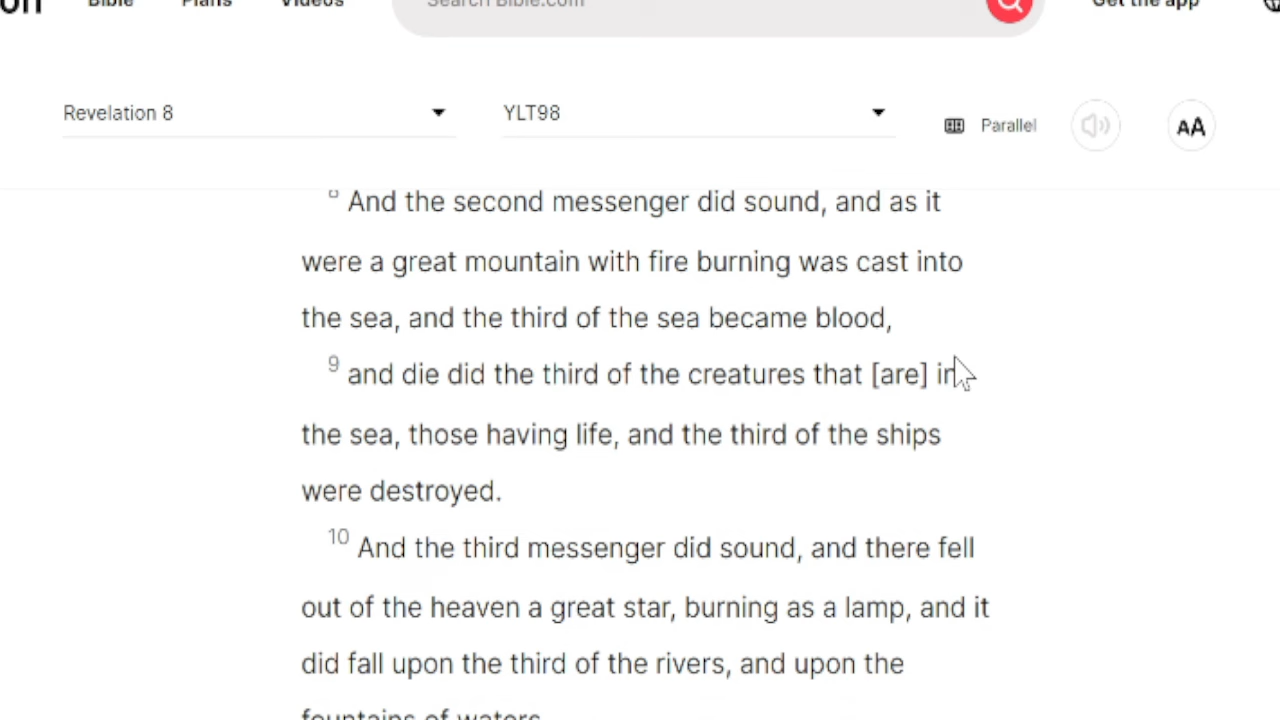 on Bible Plans Videos Search Bible.com Get the app
Revelation 8 YLT98 Parallel AA
8 And the second messenger did sound, and as it
were a great mountain with fire burning was cast into
the sea, and the third of the sea became blood,
9 and die did the third of the creatures that [are] in
the sea, those having life, and the third of the ships
were destroyed.
10 And the third messenger did sound, and there fell
out of the heaven a great star, burning as a lamp, and it
did fall upon the third of the rivers, and upon the
fountains of waters